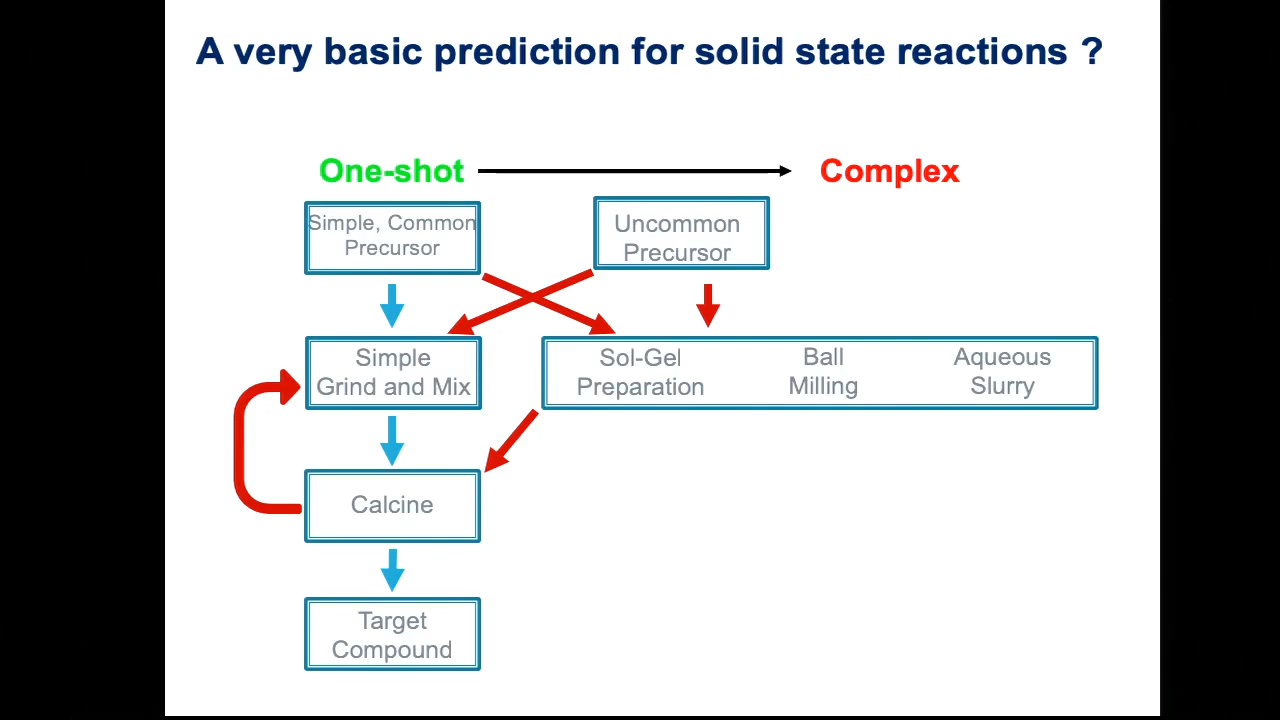 A very basic prediction for solid state reactions ?
One-shot
Complex
Simple, Common
Precursor
Uncommon
Precursor
Simple
Grind and Mix
Sol-Gel
Preparation
Ball
Milling
Aqueous
Slurry
Calcine
Target
Compound